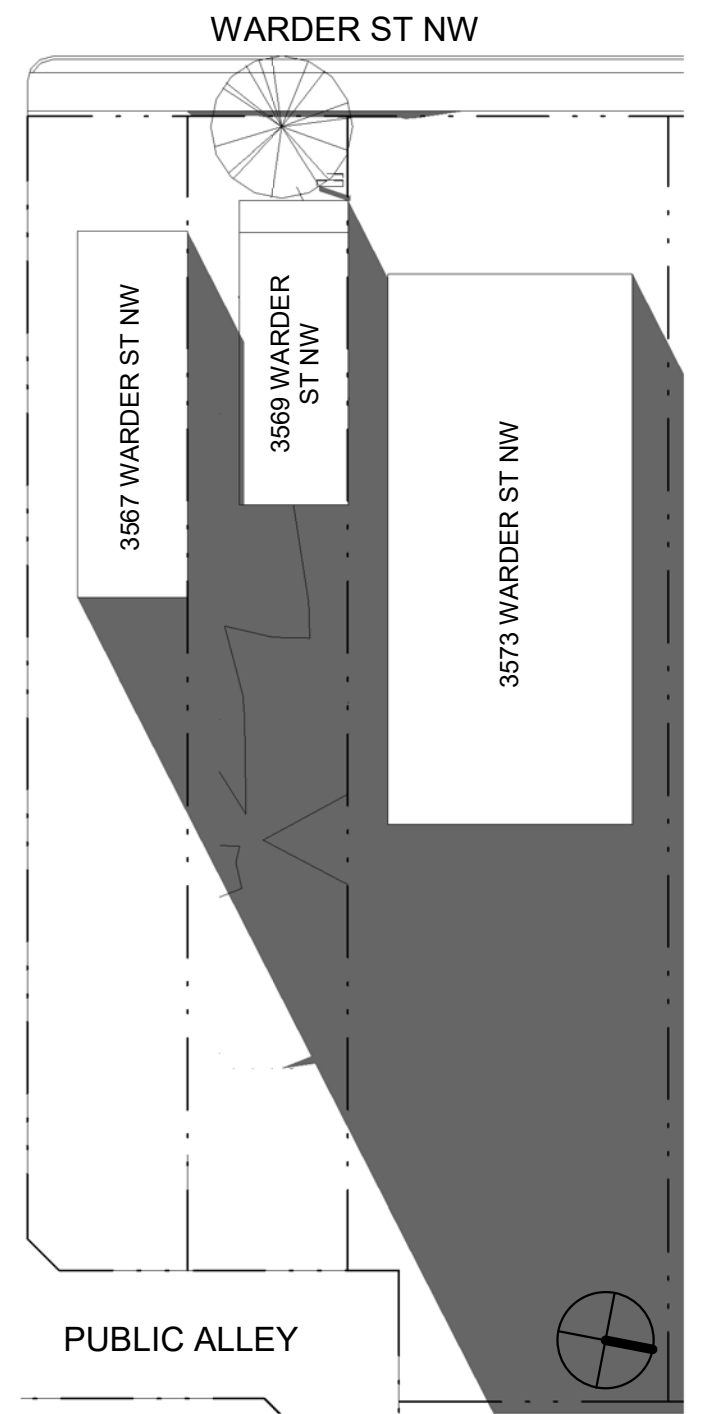 WARDER ST NW
3567 WARDER ST NW
3569 WARDER
ST NW
3573 WARDER ST NW
PUBLIC ALLEY